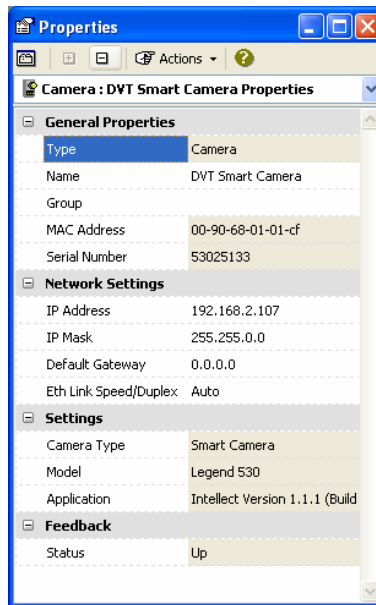 Properties
Actions
Camera : DVT Smart Camera Properties
General Properties
Type Camera
Name DVT Smart Camera
Group
MAC Address 00-90-68-01-01-cf
Serial Number 53025133
Network Settings
IP Address 192.168.2.107
IP Mask 255.255.0.0
Default Gateway 0.0.0.0
Eth Link Speed/Duplex Auto
Settings
Camera Type Smart Camera
Model Legend 530
Application Intellect Version 1.1.1 (Build
Feedback
Status Up